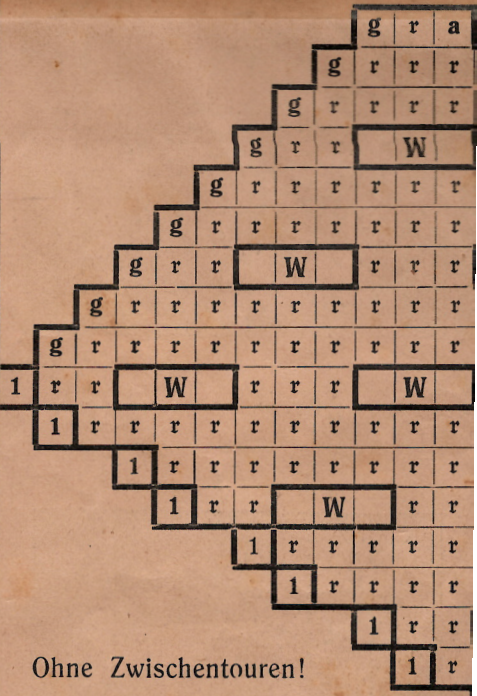 g r a
g r r r
g r r r r
g r r W
g r r r r r r
g r r r r r r r
g r r W r r r
g r r r r r r r r r
g r r r r r r r r r r
1 r r W r r r W
1 r r r r r r r r r r
1 r r r r r r r r
1 r r W r r
1 r r r r r
1 r r r r
1 r r
1 r
Ohne Zwischentouren!